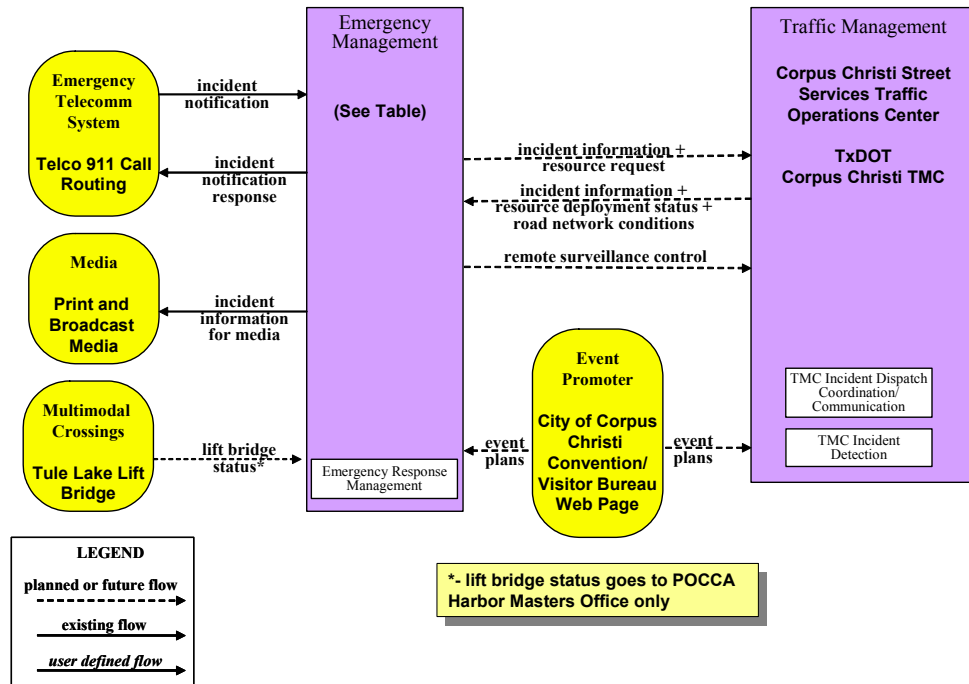 Emergency
Management
(See Table)
Emergency Response
Management
Traffic Management
Corpus Christi Street
Services Traffic
Operations Center
TxDOT
Corpus Christi TMC
TMC Incident Dispatch
Coordination/
Communication
TMC Incident
Detection
Emergency
Telecomm
System
Telco 911 Call
Routing
incident
notification
incident
notification
response
Media
Print and
Broadcast
Media
incident
information
for media
Multimodal
Crossings
Tule Lake Lift
Bridge
lift bridge
status*
incident information +
resource request
incident information +
resource deployment status +
road network conditions
remote surveillance control
Event
Promoter
City of Corpus
Christi
Convention/
Visitor Bureau
Web Page
event
plans
event
plans
LEGEND
planned or future flow
existing flow
user defined flow
*- lift bridge status goes to POCCA
Harbor Masters Office only